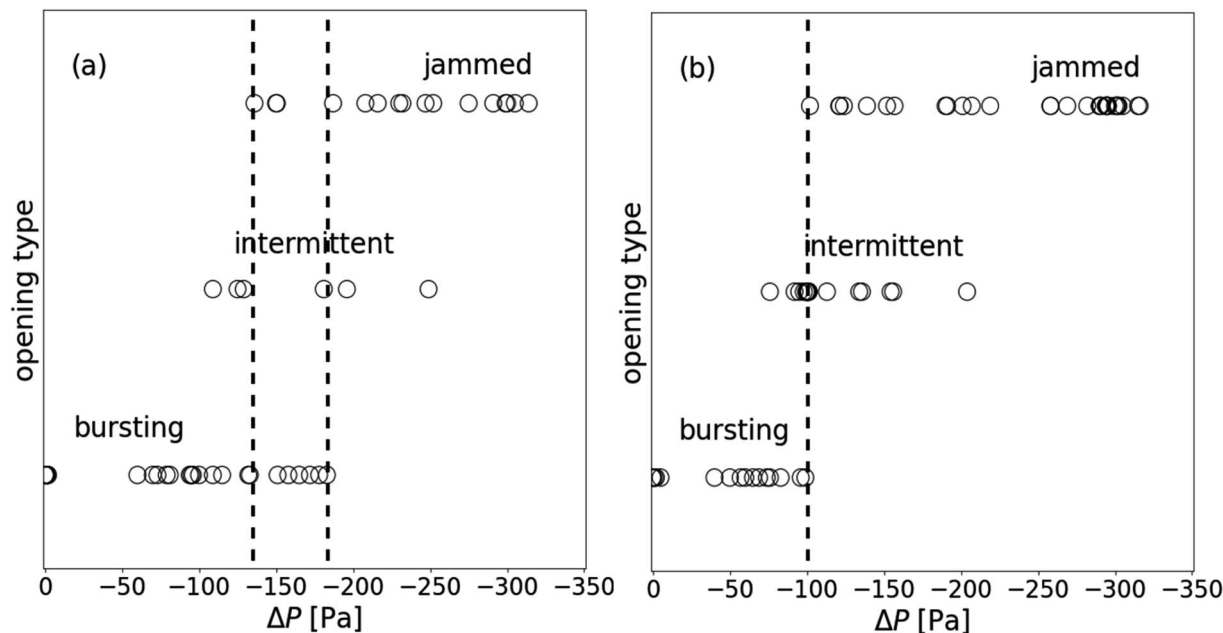 (a)
jammed
intermittent
bursting
opening type
0 −50 −100 −150 −200 −250 −300 −350
ΔP [Pa]
(b)
jammed
intermittent
bursting
opening type
0 −50 −100 −150 −200 −250 −300 −350
ΔP [Pa]